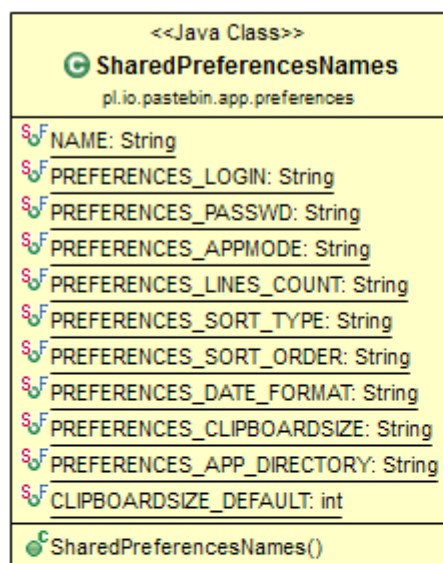 <<Java Class>>
C SharedPreferencesNames
pl.io.pastebin.app.preferences
S F NAME: String
S F PREFERENCES_LOGIN: String
S F PREFERENCES_PASSWD: String
S F PREFERENCES_APPMODE: String
S F PREFERENCES_LINES_COUNT: String
S F PREFERENCES_SORT_TYPE: String
S F PREFERENCES_SORT_ORDER: String
S F PREFERENCES_DATE_FORMAT: String
S F PREFERENCES_CLIPBOARDSIZE: String
S F PREFERENCES_APP_DIRECTORY: String
S F CLIPBOARDSIZE_DEFAULT: int
C SharedPreferencesNames()